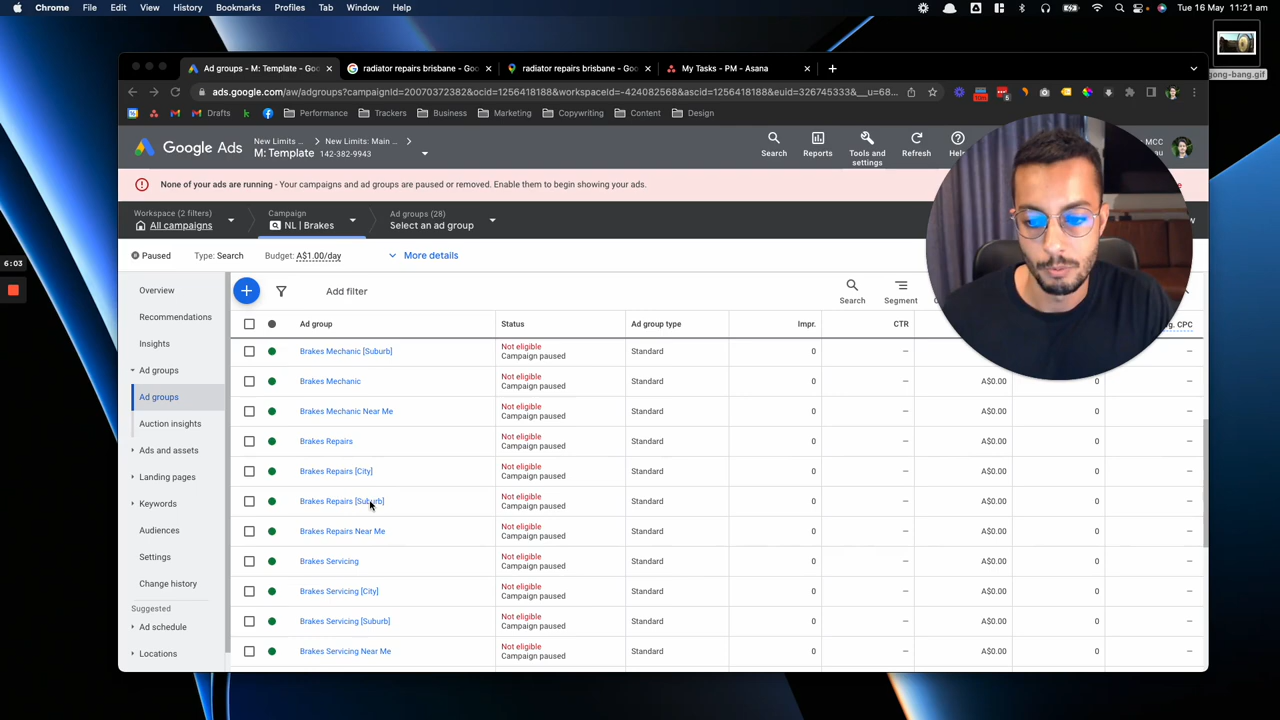 Chrome File Edit View History Bookmarks Profiles Tab Window Help Tue 16 May 11:21 am
Ad groups - M: Template - Goo
radiator repairs brisbane - Goo
radiator repairs brisbane - Goo
My Tasks - PM - Asana
ads.google.com/aw/adgroups?campaignId=20070372382&ocid=1256418188&workspaceId=-424082568&ascid=1256418188&euid=326745333&__u=68...
Drafts Performance Trackers Business Marketing Copywriting Content Design
gong-bang.gif
Google Ads
New Limits ... New Limits: Main ...
M: Template 142-382-9943
Search Reports Tools and settings Refresh Help
MCC
None of your ads are running - Your campaigns and ad groups are paused or removed. Enable them to begin showing your ads.
Workspace (2 filters)
All campaigns
Campaign
NL | Brakes
Ad groups (28)
Select an ad group
Paused Type: Search Budget: A$1.00/day More details
6:03
Overview
Recommendations
Insights
Ad groups
Ad groups
Auction insights
Ads and assets
Landing pages
Keywords
Audiences
Settings
Change history
Suggested
Ad schedule
Locations
Add filter
Search Segment
Ad group Status Ad group type Impr. CTR CPC
Brakes Mechanic [Suburb] Not eligible Campaign paused Standard 0 –
Brakes Mechanic Not eligible Campaign paused Standard 0 – A$0.00 0 –
Brakes Mechanic Near Me Not eligible Campaign paused Standard 0 – A$0.00 0 –
Brakes Repairs Not eligible Campaign paused Standard 0 – A$0.00 0 –
Brakes Repairs [City] Not eligible Campaign paused Standard 0 – A$0.00 0 –
Brakes Repairs [Suburb] Not eligible Campaign paused Standard 0 – A$0.00 0 –
Brakes Repairs Near Me Not eligible Campaign paused Standard 0 – A$0.00 0 –
Brakes Servicing Not eligible Campaign paused Standard 0 – A$0.00 0 –
Brakes Servicing [City] Not eligible Campaign paused Standard 0 – A$0.00 0 –
Brakes Servicing [Suburb] Not eligible Campaign paused Standard 0 – A$0.00 0 –
Brakes Servicing Near Me Not eligible Campaign paused Standard 0 – A$0.00 0 –